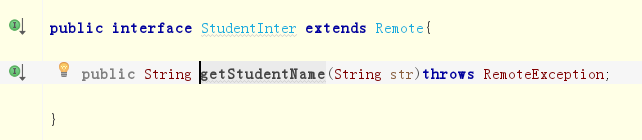 public interface StudentInter extends Remote{
public String getStudentName(String str)throws RemoteException;
}